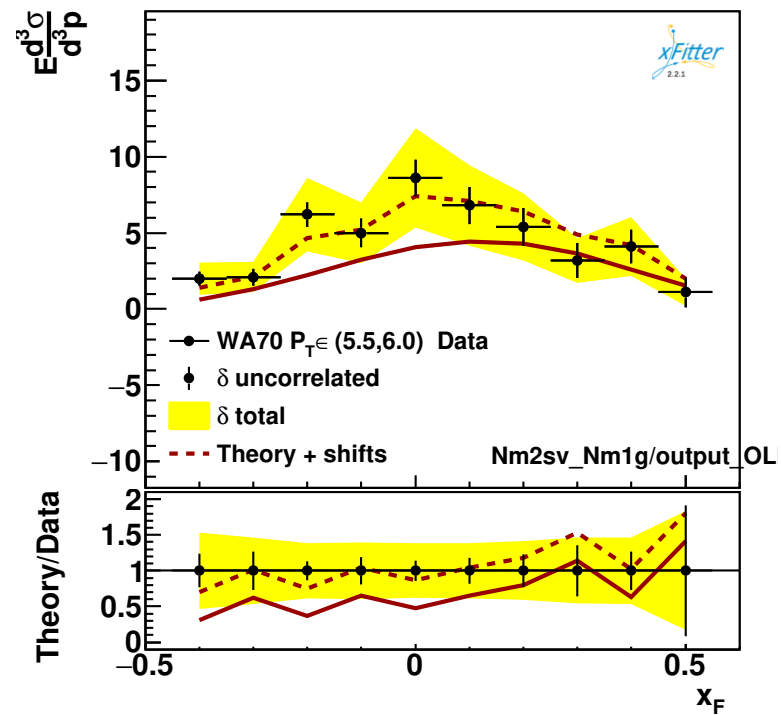 E d³σ/d³p
xFitter
2.2.1
15
10
5
0
−5
−10
WA70 P_T ∈ (5.5,6.0) Data
δ uncorrelated
δ total
Theory + shifts
Nm2sv_Nm1g/output_OL
Theory/Data
2
1.5
1
0.5
0
−0.5
0
0.5
x_F